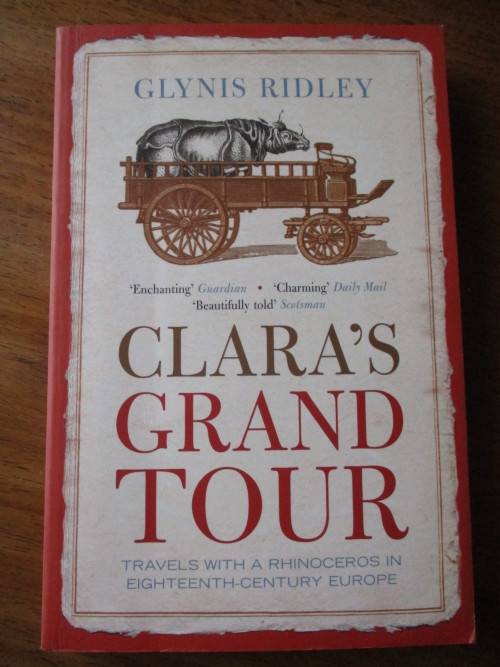 GLYNIS RIDLEY
'Enchanting' Guardian • 'Charming' Daily Mail
'Beautifully told' Scotsman
CLARA'S
GRAND
TOUR
TRAVELS WITH A RHINOCEROS IN
EIGHTEENTH-CENTURY EUROPE